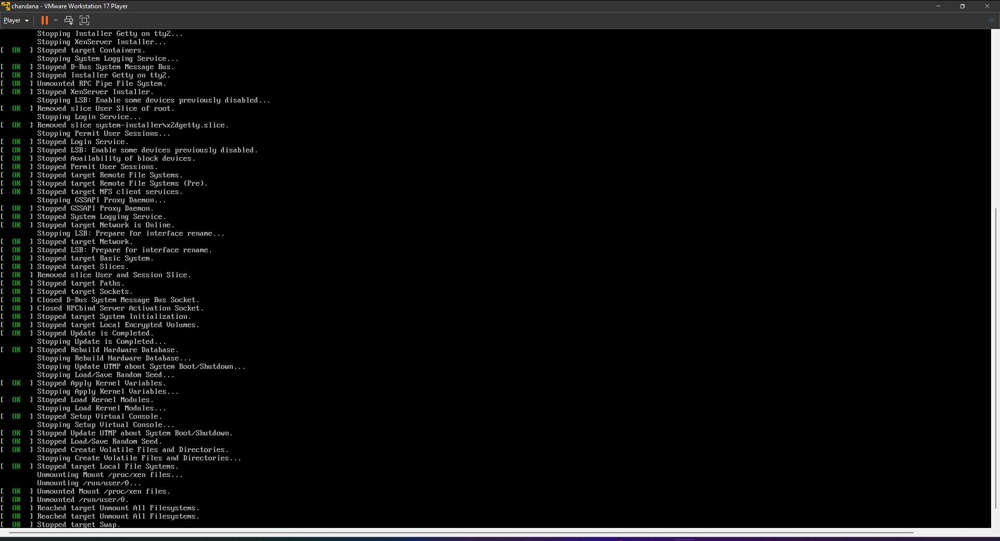 chandana - VMware Workstation 17 Player
Player
Stopping Installer Getty on tty2...
Stopping XenServer Installer...
[  OK  ] Stopped target Containers.
Stopping System Logging Service...
[  OK  ] Stopped D-Bus System Message Bus.
[  OK  ] Stopped Installer Getty on tty2.
[  OK  ] Unmounted RPC Pipe File System.
[  OK  ] Stopped XenServer Installer.
Stopping LSB: Enable some devices previously disabled...
[  OK  ] Removed slice User Slice of root.
Stopping Login Service...
[  OK  ] Removed slice system-installer\x2dgetty.slice.
Stopping Permit User Sessions...
[  OK  ] Stopped Login Service.
[  OK  ] Stopped LSB: Enable some devices previously disabled.
[  OK  ] Stopped Availability of block devices.
[  OK  ] Stopped Permit User Sessions.
[  OK  ] Stopped target Remote File Systems.
[  OK  ] Stopped target Remote File Systems (Pre).
[  OK  ] Stopped target NFS client services.
Stopping GSSAPI Proxy Daemon...
[  OK  ] Stopped GSSAPI Proxy Daemon.
[  OK  ] Stopped System Logging Service.
[  OK  ] Stopped target Network is Online.
Stopping LSB: Prepare for interface rename...
[  OK  ] Stopped target Network.
[  OK  ] Stopped LSB: Prepare for interface rename.
[  OK  ] Stopped target Basic System.
[  OK  ] Stopped target Slices.
[  OK  ] Removed slice User and Session Slice.
[  OK  ] Stopped target Paths.
[  OK  ] Stopped target Sockets.
[  OK  ] Closed D-Bus System Message Bus Socket.
[  OK  ] Closed RPCbind Server Activation Socket.
[  OK  ] Stopped target System Initialization.
[  OK  ] Stopped target Local Encrypted Volumes.
[  OK  ] Stopped Update is Completed.
Stopping Update is Completed...
[  OK  ] Stopped Rebuild Hardware Database.
Stopping Rebuild Hardware Database...
Stopping Update UTMP about System Boot/Shutdown...
Stopping Load/Save Random Seed...
[  OK  ] Stopped Apply Kernel Variables.
Stopping Apply Kernel Variables...
[  OK  ] Stopped Load Kernel Modules.
Stopping Load Kernel Modules...
[  OK  ] Stopped Setup Virtual Console.
Stopping Setup Virtual Console...
[  OK  ] Stopped Update UTMP about System Boot/Shutdown.
[  OK  ] Stopped Load/Save Random Seed.
[  OK  ] Stopped Create Volatile Files and Directories.
Stopping Create Volatile Files and Directories...
[  OK  ] Stopped target Local File Systems.
Unmounting Mount /proc/xen files...
Unmounting /run/user/0...
[  OK  ] Unmounted Mount /proc/xen files.
[  OK  ] Unmounted /run/user/0.
[  OK  ] Reached target Unmount All Filesystems.
[  OK  ] Reached target Unmount All Filesystems.
[  OK  ] Stopped target Swap.